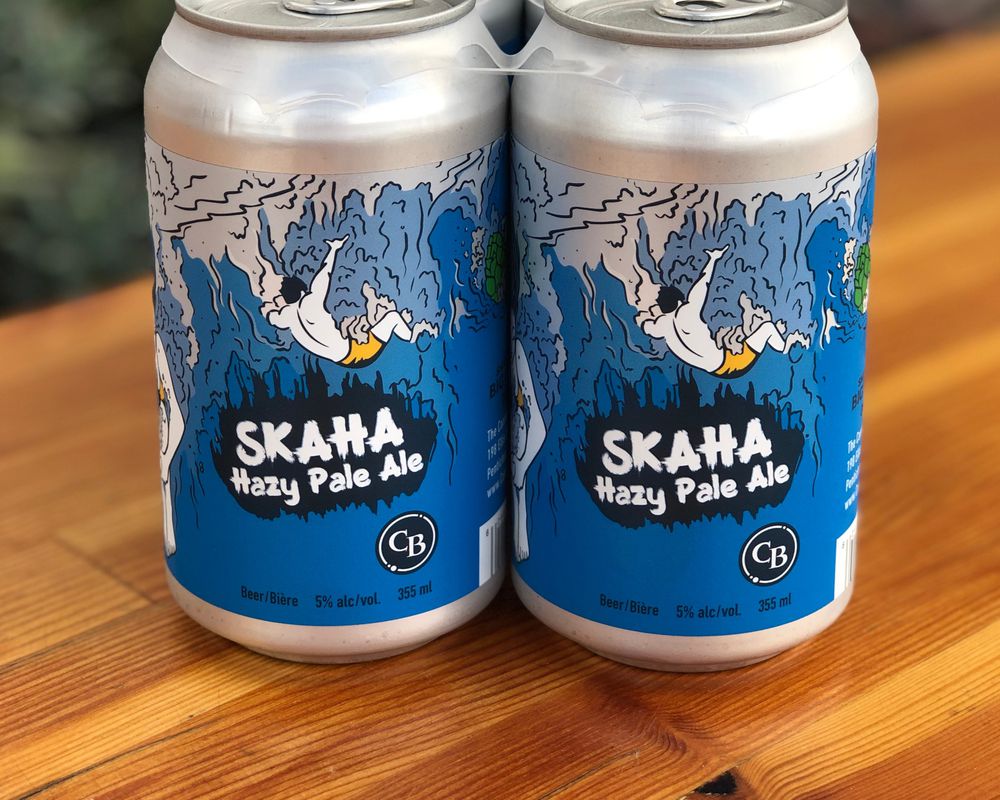 SKAHA
Hazy Pale Ale
CB
Beer/Bière 5% alc/vol. 355 ml
SKAHA
Hazy Pale Ale
CB
Beer/Bière 5% alc/vol. 355 ml